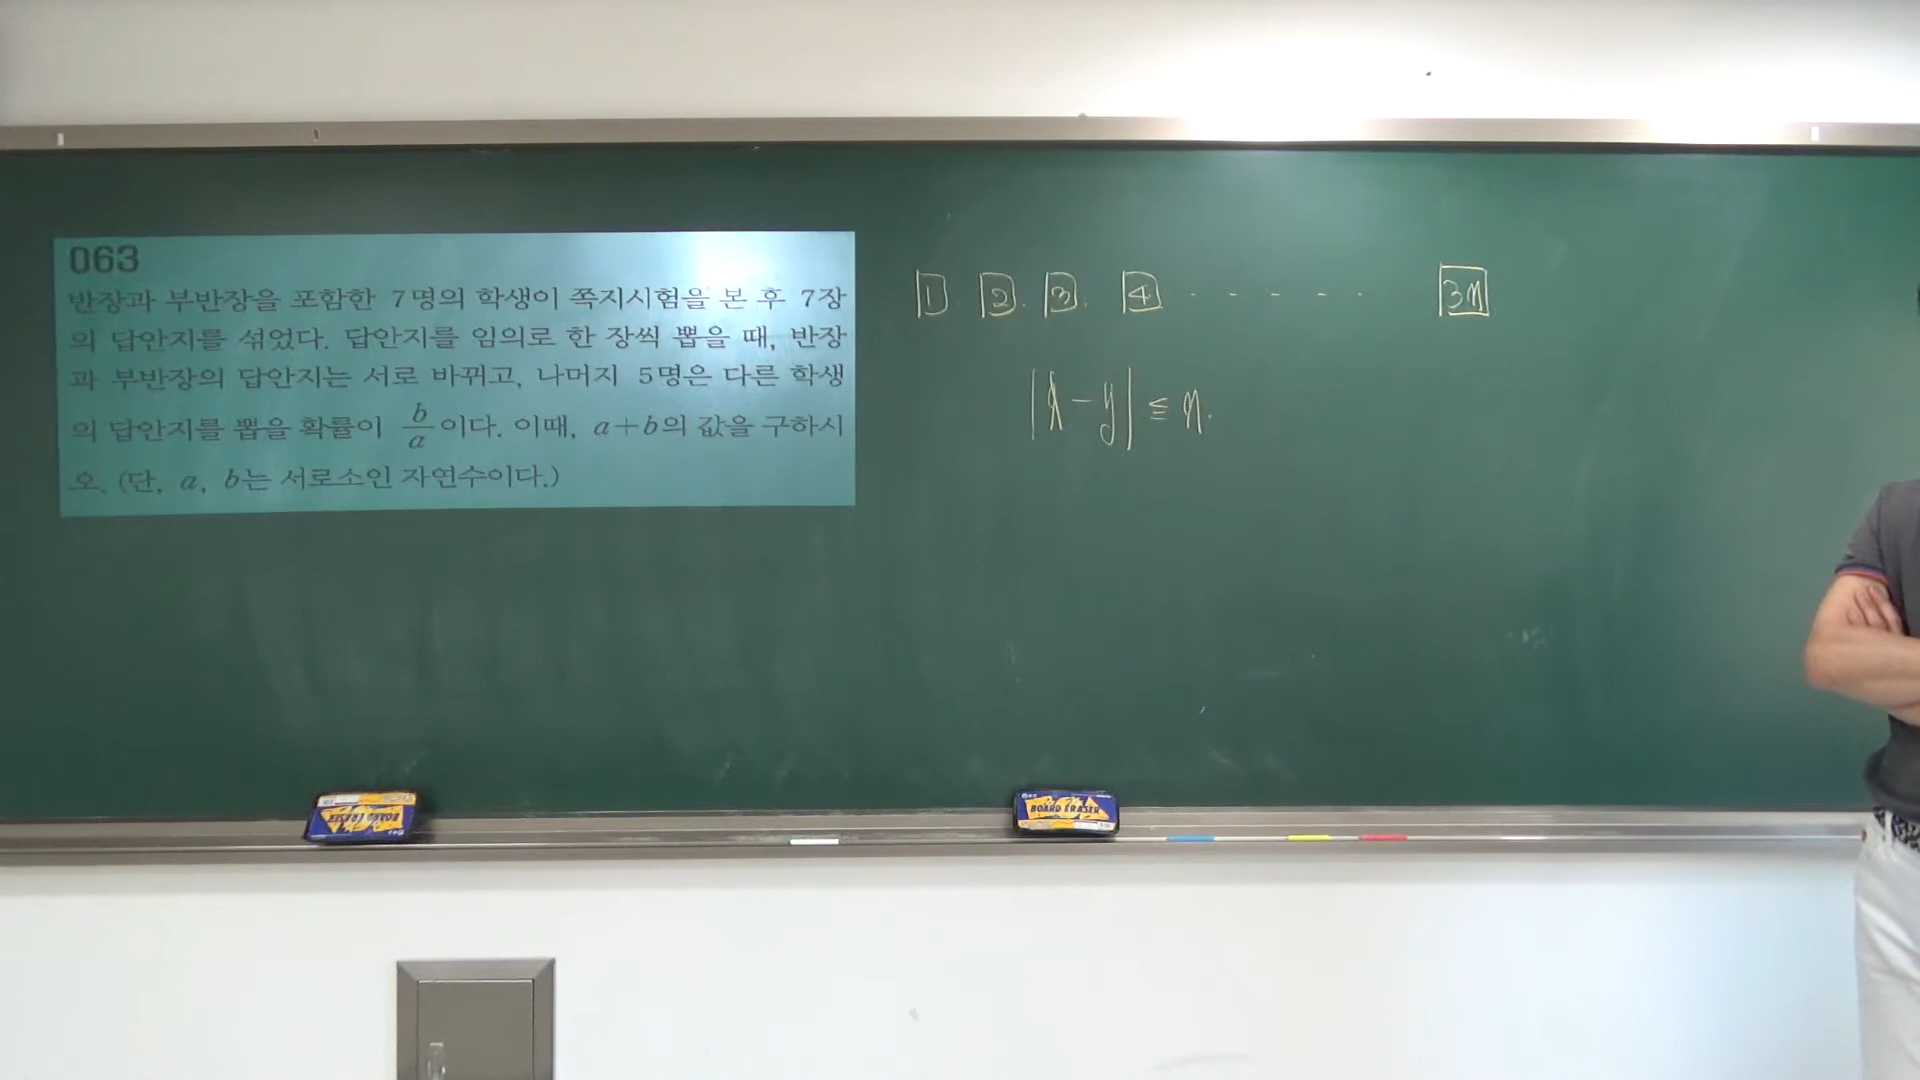 063
반장과 부반장을 포함한 7명의 학생이 쪽지시험을 본 후 7장
의 답안지를 섞었다. 답안지를 임의로 한 장씩 뽑을 때, 반장
과 부반장의 답안지는 서로 바뀌고, 나머지 5명은 다른 학생
의 답안지를 뽑을 확률이 b/a이다. 이때, a+b의 값을 구하시
오. (단, a, b는 서로소인 자연수이다.)
1 . 2 . 3 . 4 . . . . . 3n
|x-y| ≦ n.
BOARD ERASER
BOARD ERASER